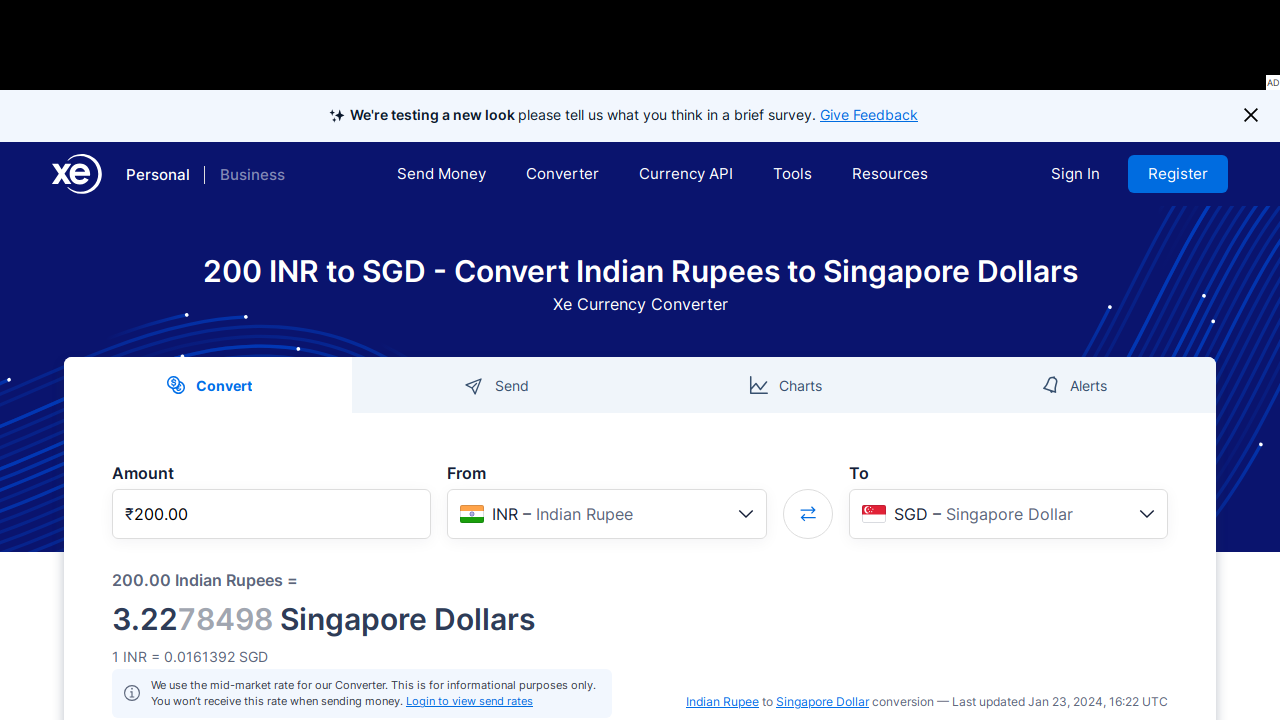 AD
We're testing a new look please tell us what you think in a brief survey. Give Feedback
xe Personal Business Send Money Converter Currency API Tools Resources Sign In Register
200 INR to SGD - Convert Indian Rupees to Singapore Dollars
Xe Currency Converter
Convert Send Charts Alerts
Amount From To
₹200.00 INR – Indian Rupee SGD – Singapore Dollar
200.00 Indian Rupees =
3.2278498 Singapore Dollars
1 INR = 0.0161392 SGD
We use the mid-market rate for our Converter. This is for informational purposes only.
You won’t receive this rate when sending money. Login to view send rates
Indian Rupee to Singapore Dollar conversion — Last updated Jan 23, 2024, 16:22 UTC